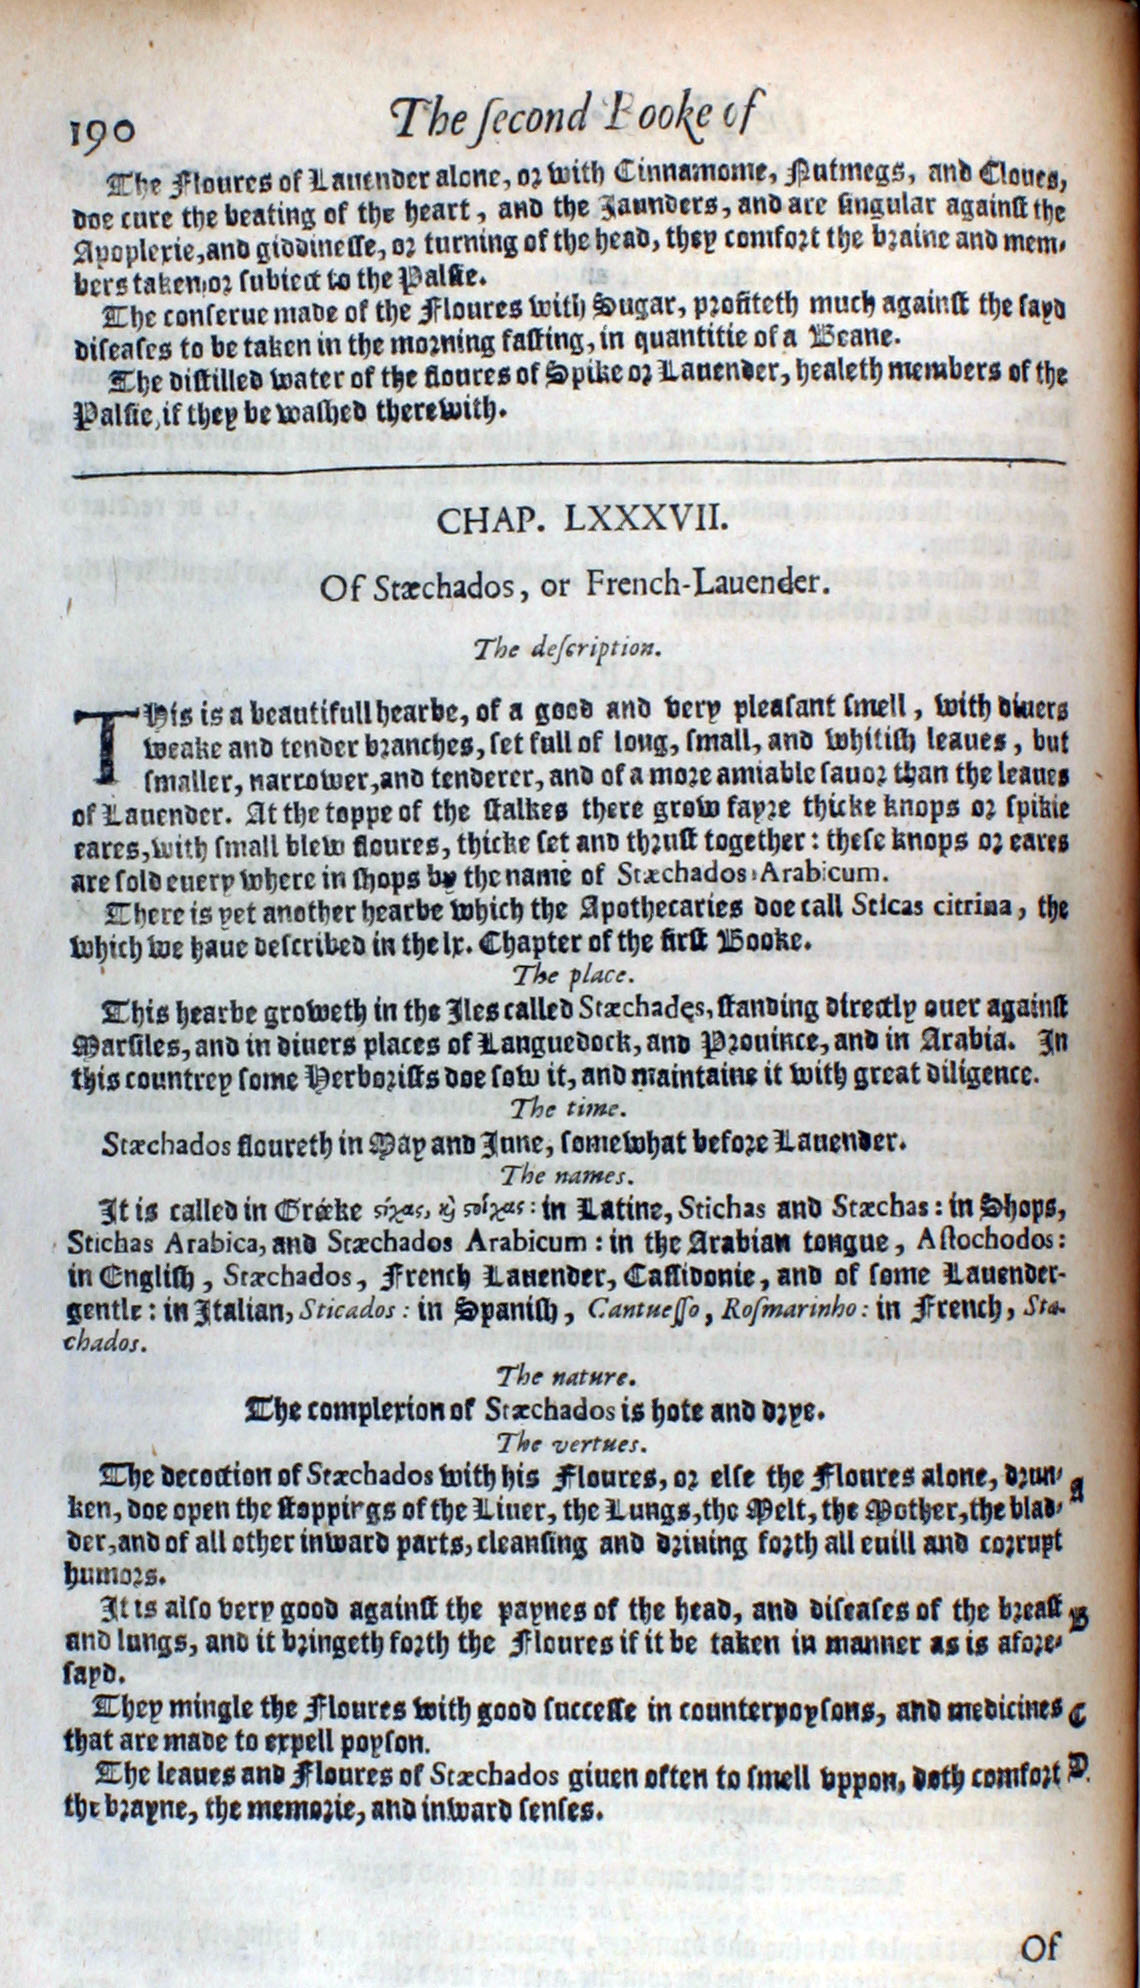 190 The ſecond Booke of
The Floures of Lauender alone, or with Cinnamome, Nutmegs, and Cloues,
doe cure the beating of the heart, and the Jaunders, and are ſingular againſt the
Apoplexie, and giddineſſe, or turning of the head, they comfort the braine and mem-
bers taken, or ſubiect to the Palſie.
The conſerue made of the Floures with Sugar, profiteth much againſt the ſayd
diſeaſes to be taken in the morning faſting, in quantitie of a Beane.
The diſtilled water of the floures of Spike or Lauender, healeth members of the
Palſie, if they be waſhed therewith.
CHAP. LXXXVII.
Of Stæchados, or French-Lauender.
The deſcription.
THis is a beautifull hearbe, of a good and very pleaſant ſmell, with diuers
weake and tender branches, ſet full of long, ſmall, and whitiſh leaues, but
ſmaller, narrower, and tenderer, and of a more amiable ſauor than the leaues
of Lauender. At the toppe of the ſtalkes there grow fayre thicke knops or ſpikie
eares, with ſmall blew floures, thicke ſet and thruſt together: theſe knops or eares
are ſold euery where in ſhops by the name of Stæchados Arabicum.
There is yet another hearbe which the Apothecaries doe call Sticas citrina, the
which we haue deſcribed in the lx. Chapter of the firſt Booke.
The place.
This hearbe groweth in the Iles called Stæchades, ſtanding directly ouer againſt
Marſiles, and in diuers places of Languedock, and Prouince, and in Arabia. In
this countrey ſome Herboriſts doe ſow it, and maintaine it with great diligence.
The time.
Stæchados floureth in May and June, ſomewhat before Lauender.
The names.
It is called in Gréeke ϛίχας, ϗ ϛοίχας: in Latine, Stichas and Stæchas: in Shops,
Stichas Arabica, and Stæchados Arabicum: in the Arabian tongue, Aſtochodos:
in Engliſh, Stæchados, French Lauender, Caſſidonie, and of ſome Lauender-
gentle: in Italian, Sticados: in Spaniſh, Cantueſſo, Roſmarinho: in French, Stæ-
chados.
The nature.
The complexion of Stæchados is hote and drye.
The vertues.
The decoction of Stæchados with his Floures, or elſe the Floures alone, drun- A
ken, doe open the ſtoppings of the Liuer, the Lungs, the Melt, the Mother, the blad-
der, and of all other inward parts, cleanſing and driuing forth all euill and corrupt
humors.
It is alſo very good againſt the paynes of the head, and diſeaſes of the breaſt B
and lungs, and it bringeth forth the Floures if it be taken in manner as is afore-
ſayd.
They mingle the Floures with good ſucceſſe in counterpoyſons, and medicines C
that are made to expell poyſon.
The leaues and Floures of Stæchados giuen often to ſmell vppon, doth comfort D.
the brayne, the memorie, and inward ſenſes.
Of